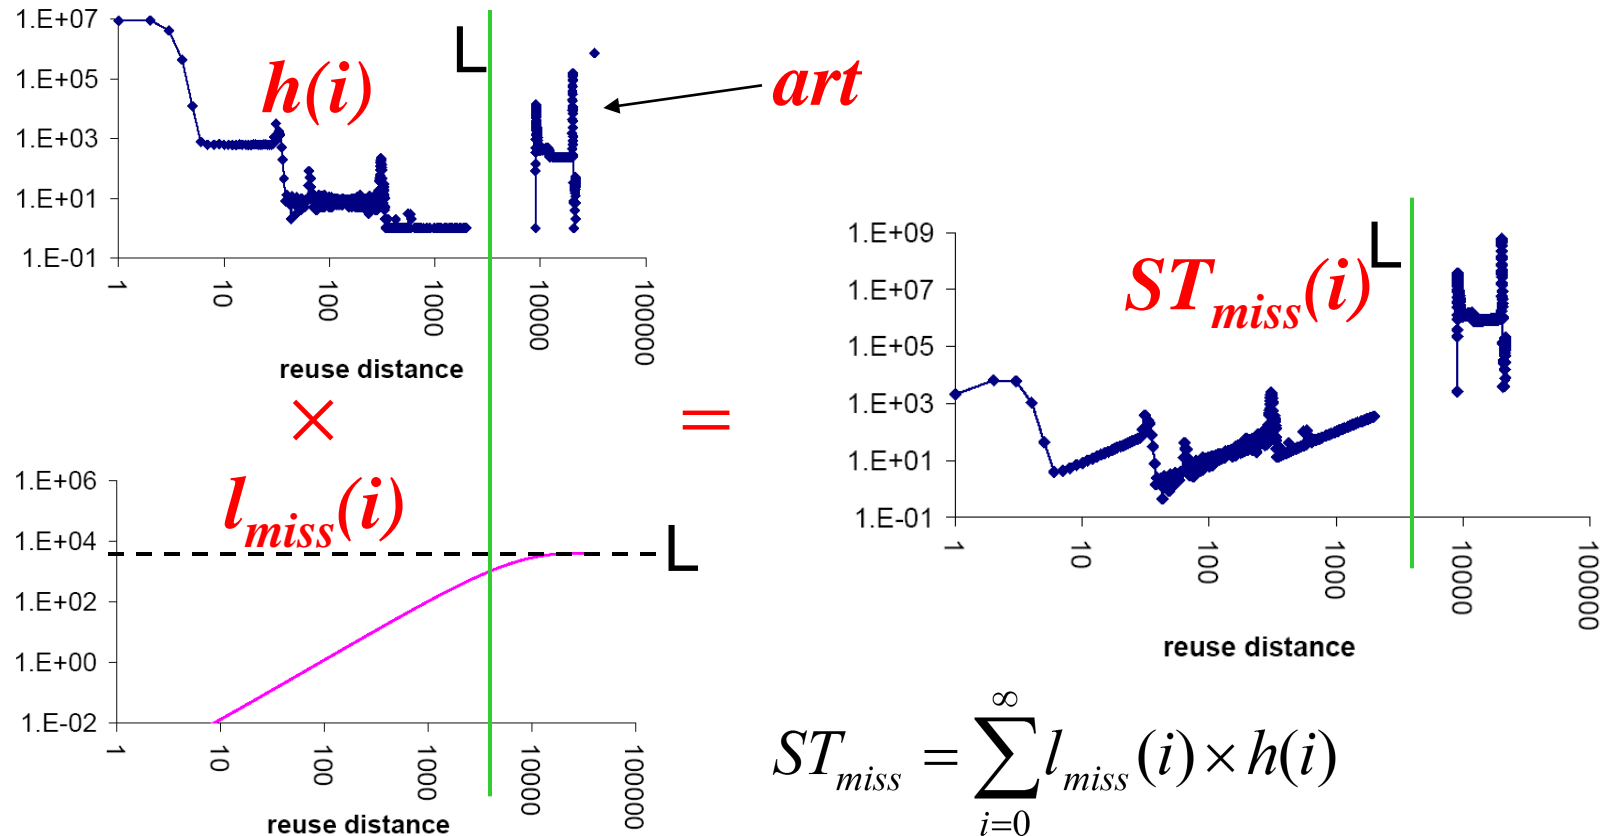 1.E+07
1.E+05
1.E+03
1.E+01
1.E-01
h(i)
L
art
1
10
100
1000
10000
100000
reuse distance
×
=
1.E+06
1.E+04
1.E+02
1.E+00
1.E-02
l_miss(i)
L
1
10
100
1000
10000
100000
reuse distance
1.E+09
1.E+07
1.E+05
1.E+03
1.E+01
1.E-01
ST_miss(i)
L
1
10
100
1000
10000
100000
reuse distance
ST_miss = ∑_{i=0}^{∞} l_miss(i) × h(i)